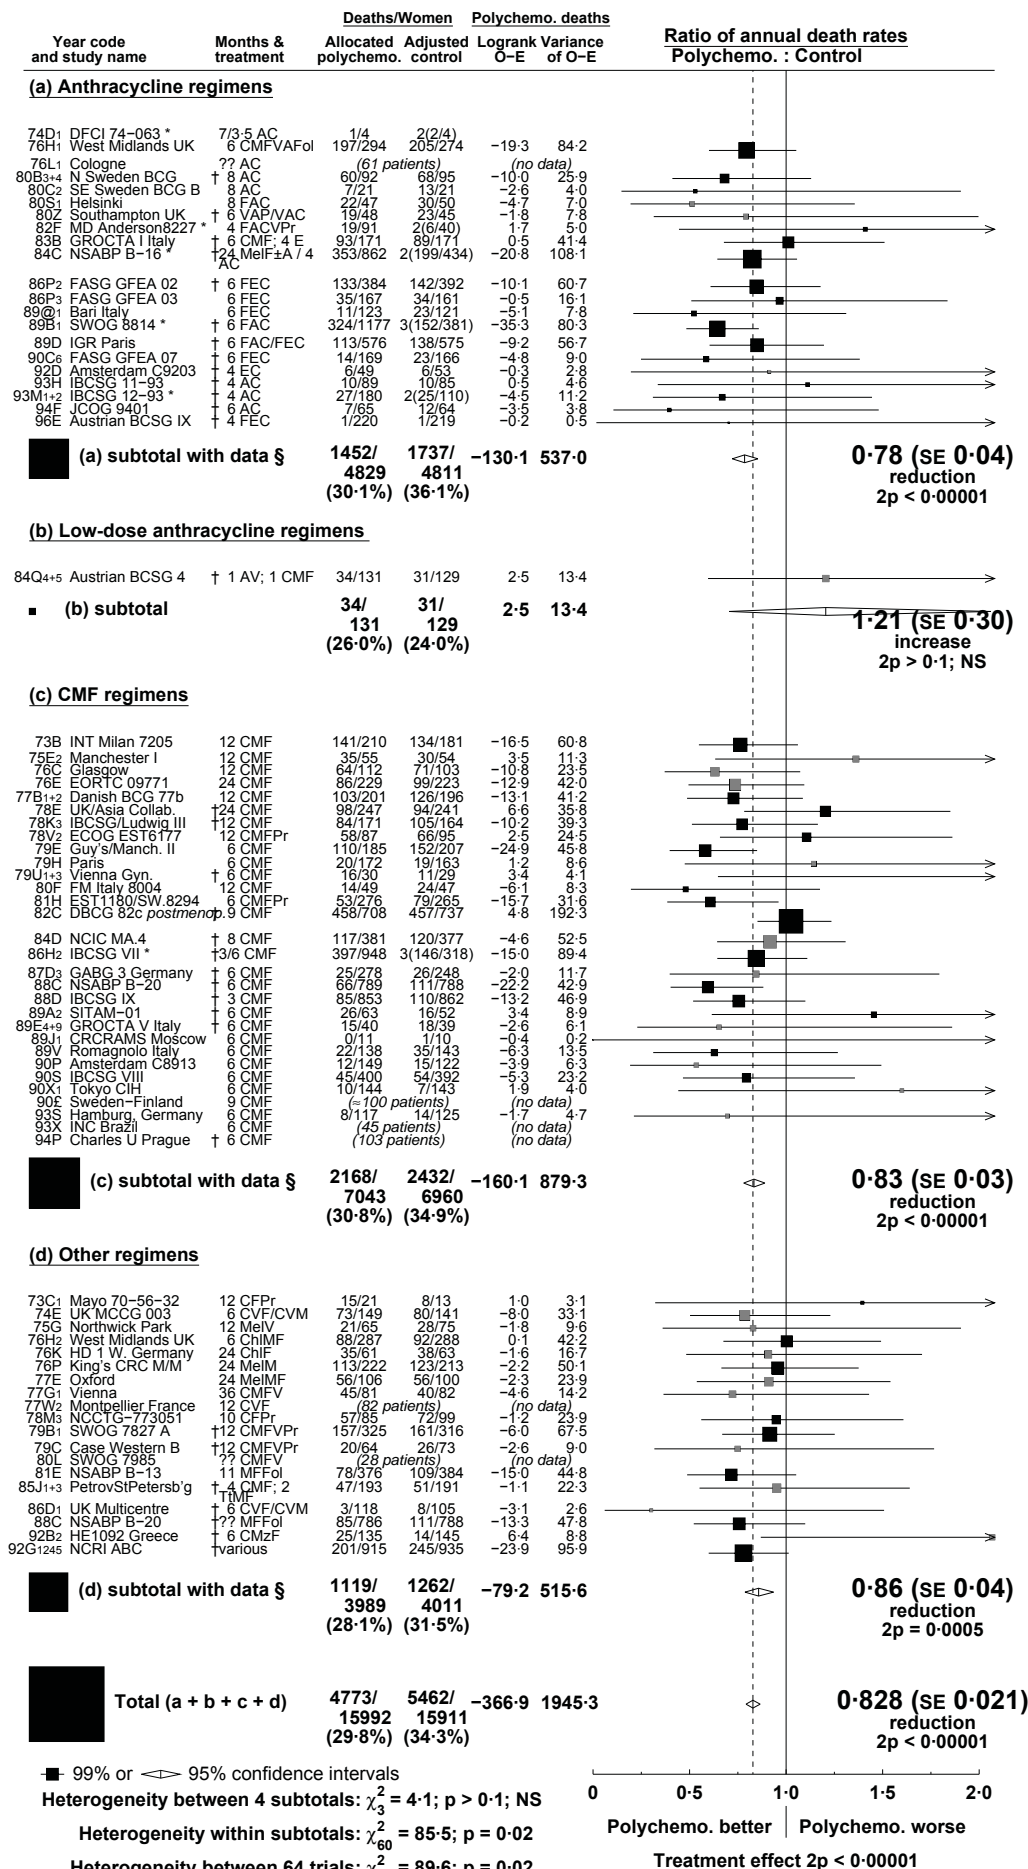 Deaths/Women Polychemo. deaths
Year code and study name Months & treatment Allocated polychemo. Adjusted control Logrank O−E Variance of O−E Ratio of annual death rates Polychemo. : Control
(a) Anthracycline regimens
74D1 DFCI 74−063 * 7/3·5 AC 1/4 2(2/4)
76H1 West Midlands UK 6 CMFVAFol 197/294 205/274 −19·3 84·2
76L1 Cologne ?? AC (61 patients) (no data)
80B3+4 N Sweden BCG † 8 AC 60/92 68/95 −10·0 25·9
80C2 SE Sweden BCG B 8 AC 7/21 13/21 −2·6 4·0
80S1 Helsinki 8 FAC 22/47 30/50 −4·7 7·0
80Z Southampton UK † 6 VAP/VAC 19/48 23/45 −1·8 7·8
82F MD Anderson8227 * 4 FACVPr 19/91 2(6/40) 1·7 5·0
83B GROCTA I Italy † 6 CMF; 4 E 93/171 89/171 0·5 41·4
84C NSABP B−16 * †24 MelF±A / 4 AC 353/862 2(199/434) −20·8 108·1
86P2 FASG GFEA 02 † 6 FEC 133/384 142/392 −10·1 60·7
86P3 FASG GFEA 03 6 FEC 35/167 34/161 −0·5 16·1
89@1 Bari Italy 6 FEC 11/123 23/121 −5·1 7·8
89B1 SWOG 8814 * † 6 FAC 324/1177 3(152/381) −35·3 80·3
89D IGR Paris † 6 FAC/FEC 113/576 138/575 −9·2 56·7
90C6 FASG GFEA 07 † 6 FEC 14/169 23/166 −4·8 9·0
92D Amsterdam C9203 † 4 EC 6/49 6/53 −0·3 2·8
93H IBCSG 11−93 † 4 AC 10/89 10/85 0·5 4·6
93M1+2 IBCSG 12−93 * † 4 AC 27/180 2(25/110) −4·5 11·2
94F JCOG 9401 † 6 AC 7/65 12/64 −3·5 3·8
96E Austrian BCSG IX † 4 FEC 1/220 1/219 −0·2 0·5
(a) subtotal with data § 1452/ 4829 (30·1%) 1737/ 4811 (36·1%) −130·1 537·0 0·78 (SE 0·04) reduction 2p < 0·00001
(b) Low-dose anthracycline regimens
84Q4+5 Austrian BCSG 4 † 1 AV; 1 CMF 34/131 31/129 2·5 13·4
(b) subtotal 34/ 131 (26·0%) 31/ 129 (24·0%) 2·5 13·4 1·21 (SE 0·30) increase 2p > 0·1; NS
(c) CMF regimens
73B INT Milan 7205 12 CMF 141/210 134/181 −16·5 60·8
75E2 Manchester I 12 CMF 35/55 30/54 3·5 11·3
76C Glasgow 12 CMF 64/112 71/103 −10·8 23·5
76E EORTC 09771 24 CMF 86/229 99/223 −12·9 42·0
77B1+2 Danish BCG 77b 12 CMF 103/201 126/196 −13·1 41·2
78E UK/Asia Collab. †24 CMF 98/247 94/241 6·6 35·8
78K3 IBCSG/Ludwig III †12 CMF 84/171 105/164 −10·2 39·3
78V2 ECOG EST6177 12 CMFPr 58/87 66/95 2·5 24·5
79E Guy's/Manch. II 6 CMF 110/185 152/207 −24·9 45·8
79H Paris 6 CMF 20/172 19/163 1·2 8·6
79U1+3 Vienna Gyn. † 6 CMF 16/30 11/29 3·4 4·1
80F FM Italy 8004 12 CMF 14/49 24/47 −6·1 8·3
81H EST1180/SW.8294 6 CMFPr 53/276 79/265 −15·7 31·6
82C DBCG 82c postmenop. † 9 CMF 458/708 457/737 4·8 192·3
84D NCIC MA.4 † 8 CMF 117/381 120/377 −4·6 52·5
86H2 IBCSG VII * †3/6 CMF 397/948 3(146/318) −15·0 89·4
87D3 GABG 3 Germany † 6 CMF 25/278 26/248 −2·0 11·7
88C NSABP B−20 † 6 CMF 66/789 111/788 −22·2 42·9
88D IBCSG IX † 3 CMF 85/853 110/862 −13·2 46·9
89A2 SITAM−01 † 6 CMF 26/63 16/52 3·4 8·9
89E4+9 GROCTA V Italy † 6 CMF 15/40 18/39 −2·6 6·1
89J1 CRCRAMS Moscow 6 CMF 0/11 1/10 −0·4 0·2
89V Romagnolo Italy 6 CMF 22/138 35/143 −6·3 13·5
90P Amsterdam C8913 6 CMF 12/149 15/122 −3·9 6·3
90S IBCSG VIII 6 CMF 45/400 54/392 −5·3 23·2
90X1 Tokyo CIH 6 CMF 10/144 7/143 1·9 4·0
90£ Sweden−Finland 9 CMF (≈100 patients) (no data)
93S Hamburg, Germany 6 CMF 8/117 14/125 −1·7 4·7
93X INC Brazil 6 CMF (45 patients) (no data)
94P Charles U Prague † 6 CMF (103 patients) (no data)
(c) subtotal with data § 2168/ 7043 (30·8%) 2432/ 6960 (34·9%) −160·1 879·3 0·83 (SE 0·03) reduction 2p < 0·00001
(d) Other regimens
73C1 Mayo 70−56−32 12 CFPr 15/21 8/13 1·0 3·1
74E UK MCCG 003 6 CVF/CVM 73/149 80/141 −8·0 33·1
75G Northwick Park 12 MelV 21/65 28/75 −1·8 9·6
76H2 West Midlands UK 6 ChlMF 88/287 92/288 0·1 42·2
76K HD 1 W. Germany 24 ChlF 35/61 38/63 −1·6 16·7
76P King's CRC M/M 24 MelM 113/222 123/213 −2·2 50·1
77E Oxford 24 MelMF 56/106 56/100 −2·3 23·9
77G1 Vienna 36 CMFV 45/81 40/82 −4·6 14·2
77W2 Montpellier France 12 CVF (82 patients) (no data)
78M3 NCCTG−773051 10 CFPr 57/85 72/99 −1·2 23·9
79B1 SWOG 7827 A †12 CMFVPr 157/325 161/316 −6·0 67·5
79C Case Western B †12 CMFVPr 20/64 26/73 −2·6 9·0
80L SWOG 7985 ?? CMFV (28 patients) (no data)
81E NSABP B−13 11 MFFol 78/376 109/384 −15·0 44·8
85J1+3 PetrovStPetersb'g † 4 CMF; 2 TtMF 47/193 51/191 −1·1 22·3
86D1 UK Multicentre † 6 CVF/CVM 3/118 8/105 −3·1 2·6
88C NSABP B−20 †?? MFFol 85/786 111/788 −13·3 47·8
92B2 HE1092 Greece † 6 CMzF 25/135 14/145 6·4 8·8
92G1245 NCRI ABC †various 201/915 245/935 −23·9 95·9
(d) subtotal with data § 1119/ 3989 (28·1%) 1262/ 4011 (31·5%) −79·2 515·6 0·86 (SE 0·04) reduction 2p = 0·0005
Total (a + b + c + d) 4773/ 15992 (29·8%) 5462/ 15911 (34·3%) −366·9 1945·3 0·828 (SE 0·021) reduction 2p < 0·00001
99% or 95% confidence intervals
0 0·5 1·0 1·5 2·0
Heterogeneity between 4 subtotals: χ²₃ = 4·1; p > 0·1; NS
Polychemo. better Polychemo. worse
Heterogeneity within subtotals: χ²₆₀ = 85·5; p = 0·02
Treatment effect 2p < 0·00001
Heterogeneity between 64 trials: χ² = 89·6; p = 0·02